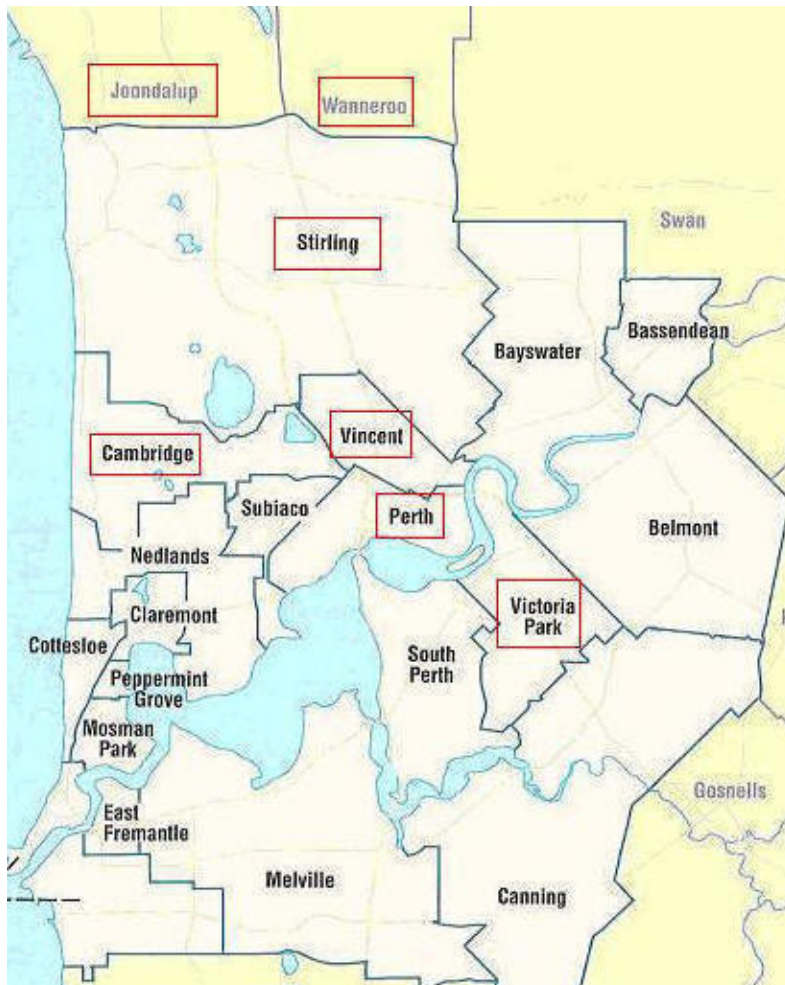 Joondalup
Wanneroo
Swan
Stirling
Bassendean
Bayswater
Vincent
Cambridge
Subiaco
Perth
Belmont
Nedlands
Claremont
Victoria
Park
Cottesloe
South
Perth
Peppermint
Grove
Mosman
Park
Gosnells
East
Fremantle
Melville
Canning